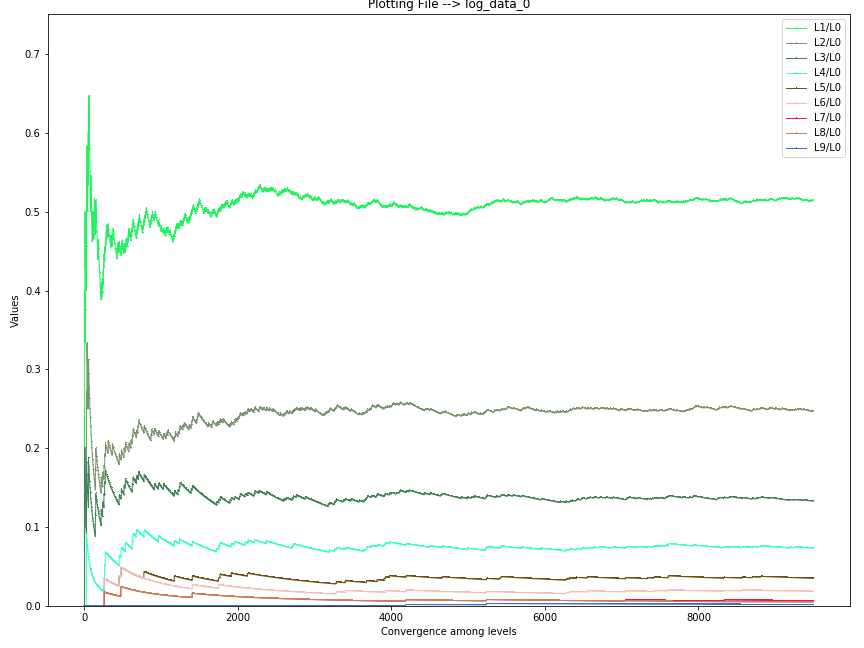 Plotting File --> log_data_0
L1/L0
L2/L0
L3/L0
L4/L0
L5/L0
L6/L0
L7/L0
L8/L0
L9/L0
0.7
0.6
0.5
0.4
0.3
0.2
0.1
0.0
Values
0 2000 4000 6000 8000
Convergence among levels